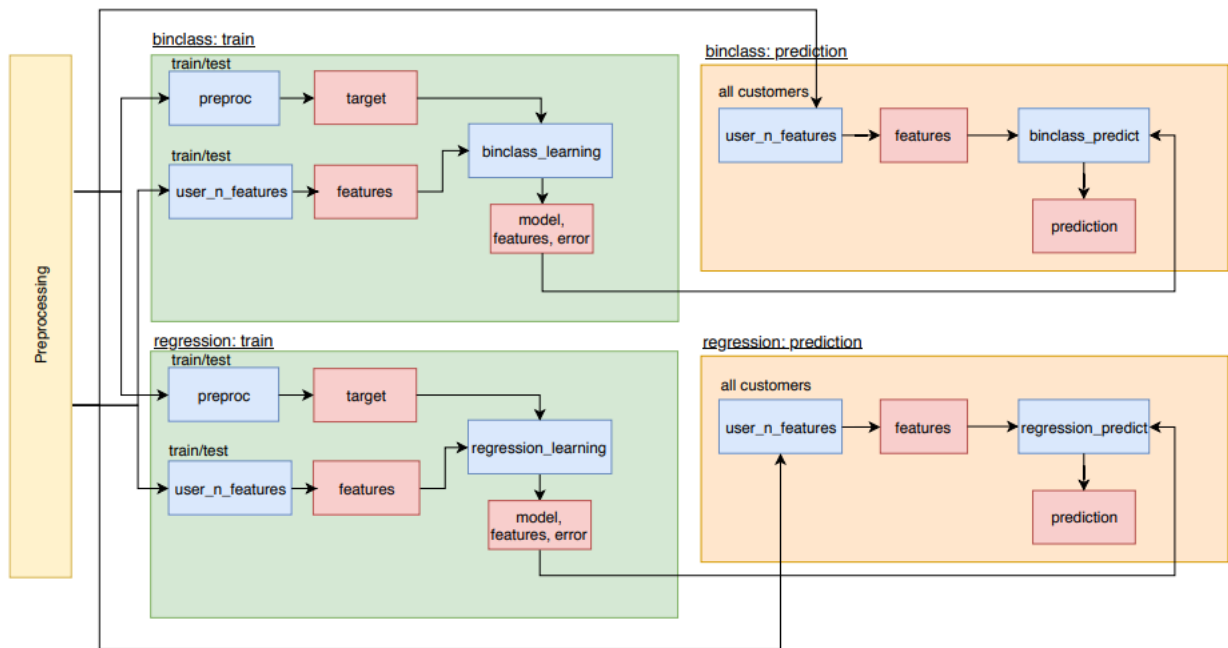 Preprocessing
binclass: train
train/test
preproc
target
train/test
user_n_features
features
binclass_learning
model,
features, error
binclass: prediction
all customers
user_n_features
features
binclass_predict
prediction
regression: train
train/test
preproc
target
train/test
user_n_features
features
regression_learning
model,
features, error
regression: prediction
all customers
user_n_features
features
regression_predict
prediction